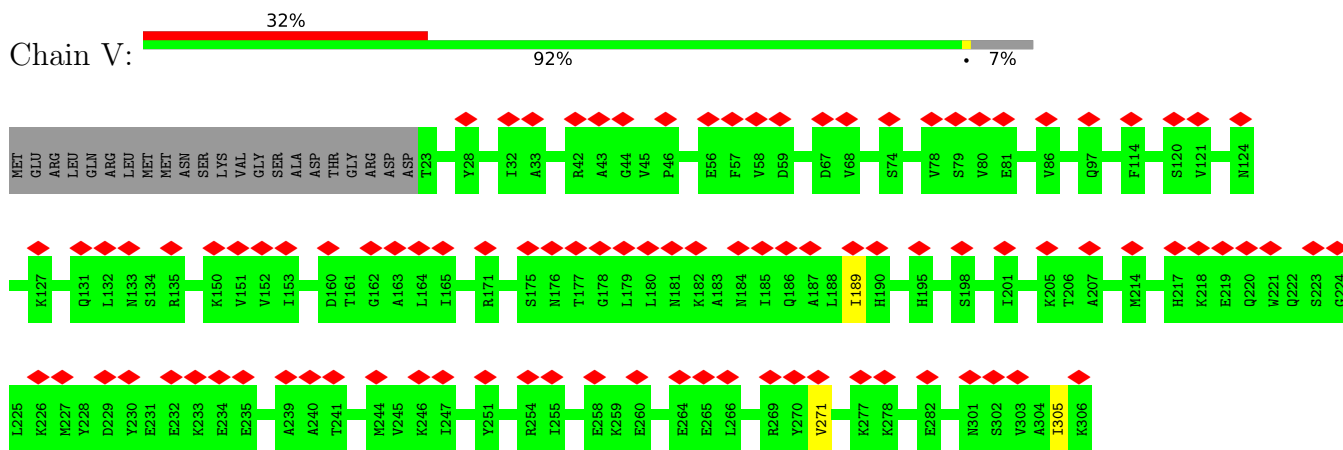 32%
Chain V:
92% • 7%
MET GLU ARG LEU GLN ARG LEU MET MET ASN SER LYS VAL GLY SER ALA ASP THR GLY ARG ASP ASP T23 Y28 I32 A33 R42 A43 G44 V45 P46 E56 F57 V58 D59 D67 V68 S74 V78 S79 V80 E81 V86 Q97 F114 S120 V121 N124
K127 Q131 L132 N133 S134 R135 K150 V151 V152 I153 D160 T161 G162 A163 L164 I165 R171 S175 N176 T177 G178 L179 L180 N181 K182 A183 N184 I185 Q186 A187 L188 I189 H190 H195 S198 I201 K205 T206 A207 M214 H217 K218 E219 Q220 W221 Q222 S223 G224
L225 K226 M227 Y228 D229 Y230 E231 E232 K233 E234 E235 A239 A240 T241 M244 V245 K246 I247 Y251 R254 I255 E258 K259 E260 E264 E265 L266 R269 Y270 V271 K277 K278 E282 N301 S302 V303 A304 I305 K306